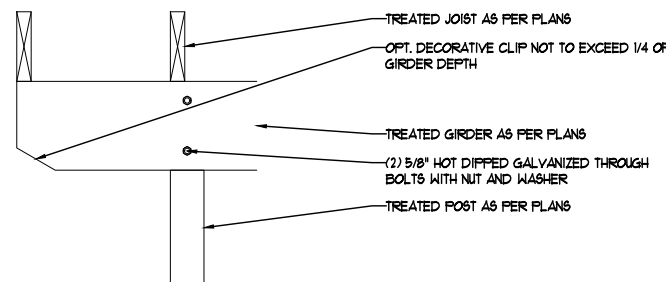 TREATED JOIST AS PER PLANS
OPT. DECORATIVE CLIP NOT TO EXCEED 1/4 OF
GIRDER DEPTH
TREATED GIRDER AS PER PLANS
(2) 5/8" HOT DIPPED GALVANIZED THROUGH
BOLTS WITH NUT AND WASHER
TREATED POST AS PER PLANS